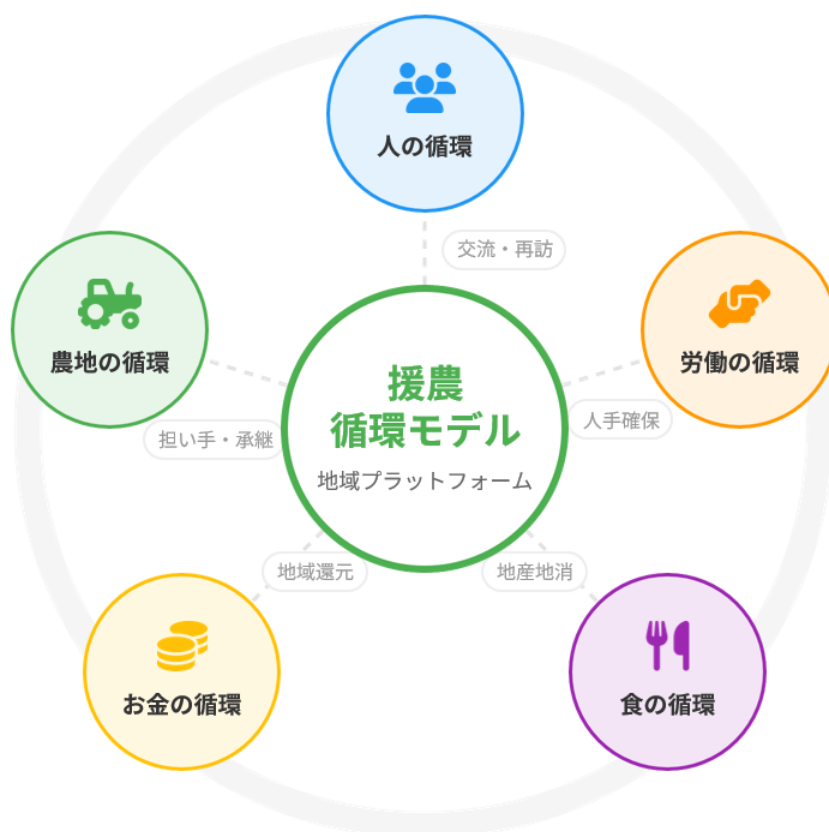 人の循環
交流・再訪
農地の循環
労働の循環
援農
循環モデル
地域プラットフォーム
担い手・承継
人手確保
地域還元
地産地消
お金の循環
食の循環